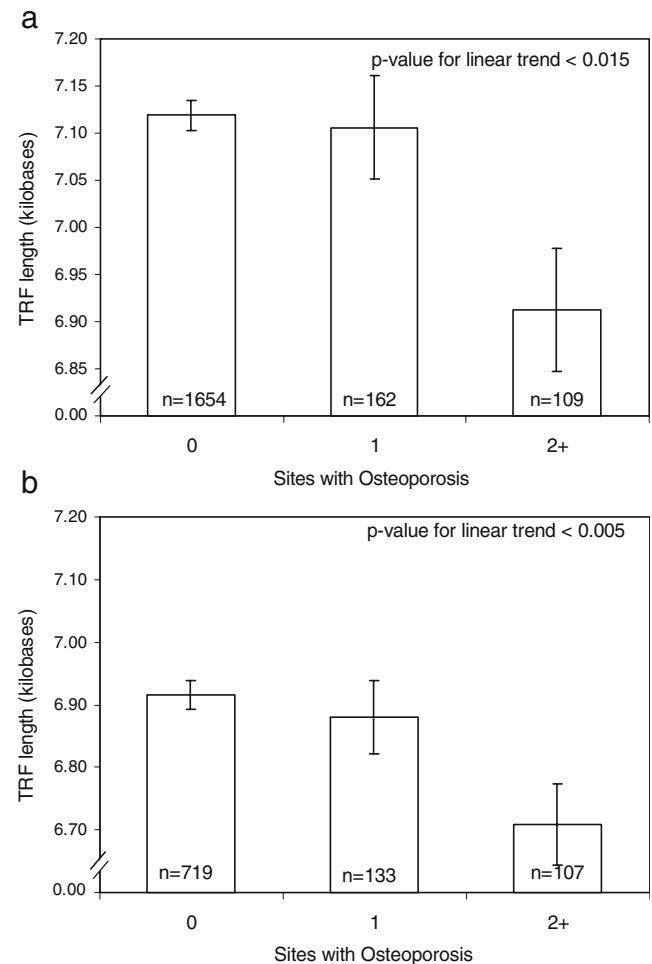 a
7.20
p-value for linear trend < 0.015
7.15
7.10
7.05
7.00
6.95
6.90
6.85
0.00
TRF length (kilobases)
n=1654 n=162 n=109
0 1 2+
Sites with Osteoporosis
b
7.20
p-value for linear trend < 0.005
7.10
7.00
6.90
6.80
6.70
0.00
TRF length (kilobases)
n=719 n=133 n=107
0 1 2+
Sites with Osteoporosis